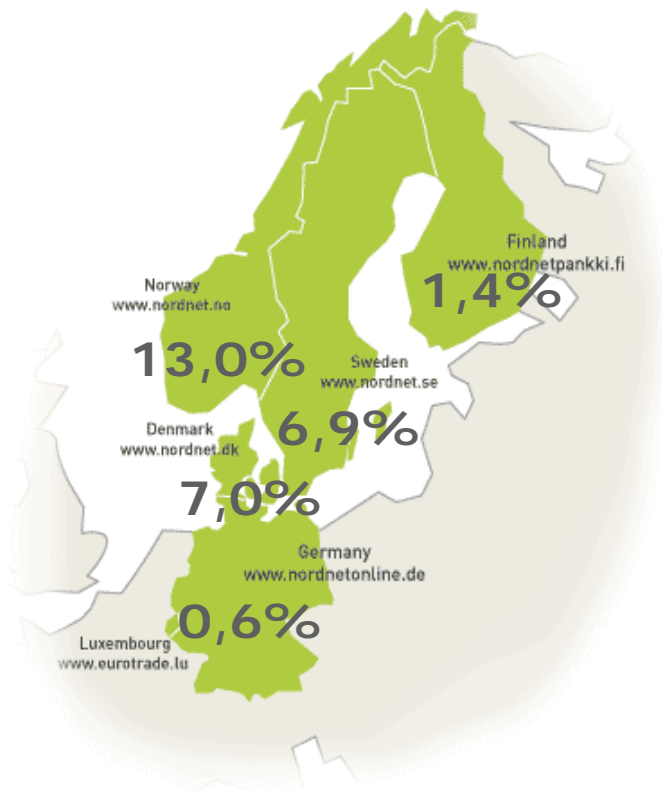 Finland
www.nordnetpankki.fi
1,4%
Norway
www.nordnet.no
13,0%
Sweden
www.nordnet.se
6,9%
Denmark
www.nordnet.dk
7,0%
Germany
www.nordnetonline.de
0,6%
Luxembourg
www.eurotrade.lu